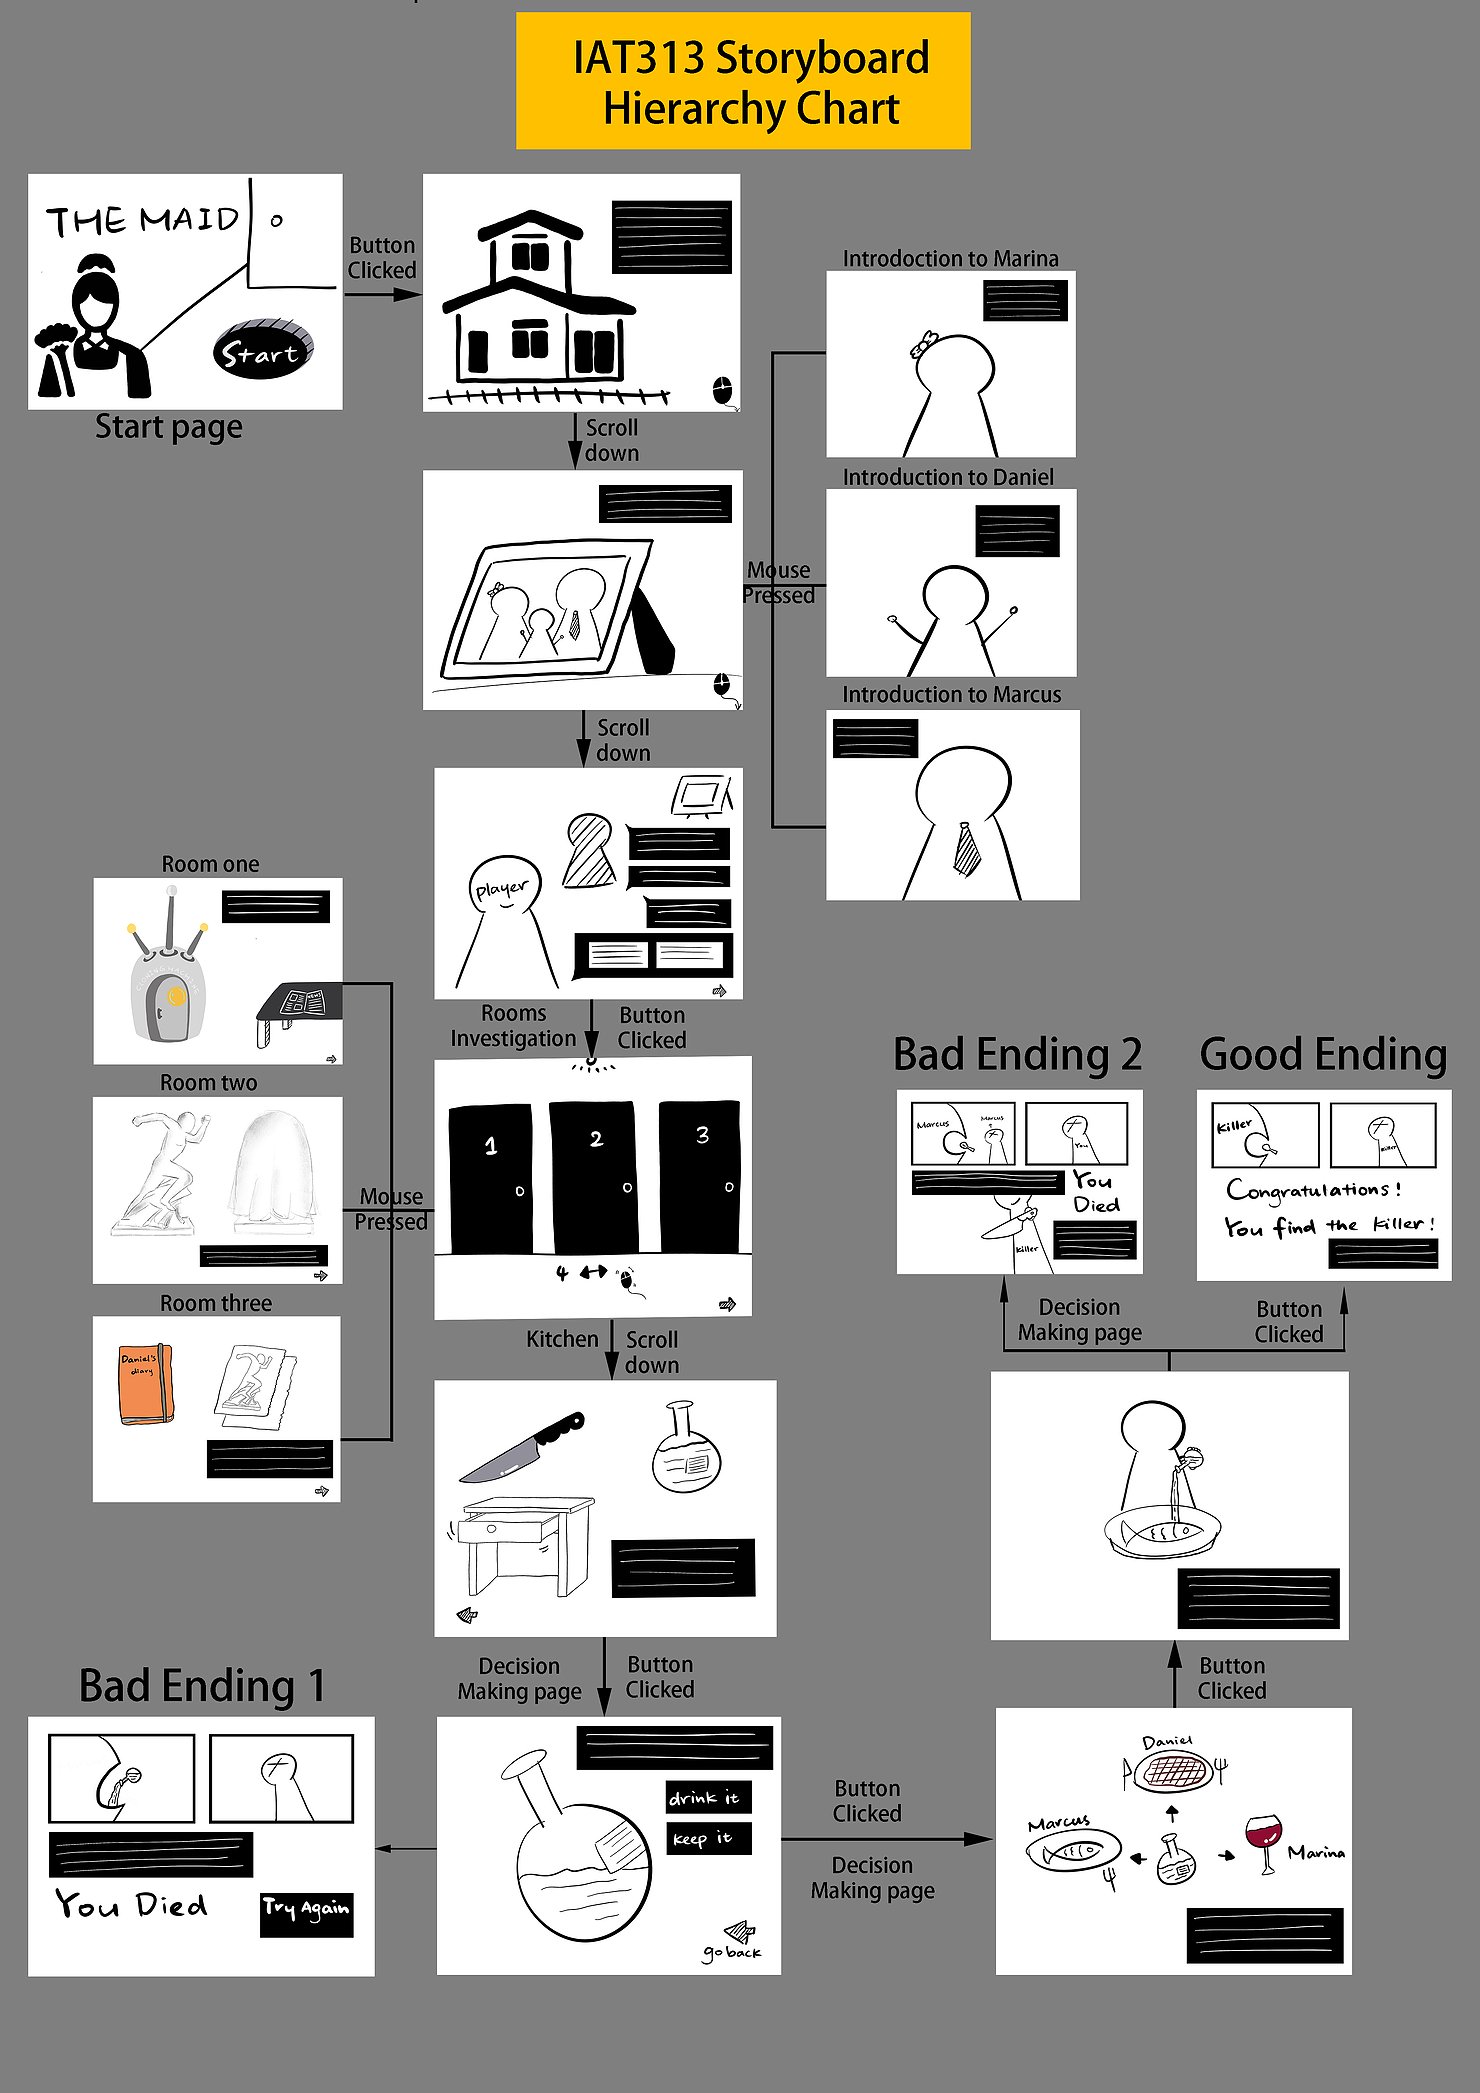 IAT313 Storyboard
Hierarchy Chart
THE MAID
Start
Start page
Button
Clicked
Scroll
down
Introdoction to Marina
Introduction to Daniel
Introduction to Marcus
Mouse
Pressed
Scroll
down
player
Rooms
Investigation
Button
Clicked
Room one
CLONING MACHINE
NEWS
Room two
Room three
Daniel's
diary
Mouse
Pressed
1
2
3
Kitchen
Scroll
down
Decision
Making page
Button
Clicked
Bad Ending 1
You Died
Try Again
drink it
keep it
go back
Button
Clicked
Decision
Making page
Daniel
Marcus
Marina
Button
Clicked
Decision
Making page
Button
Clicked
Bad Ending 2
Marcus
Marcus
?
You
You
Died
Killer
Good Ending
Killer
Killer
Congratulations!
You find the killer!